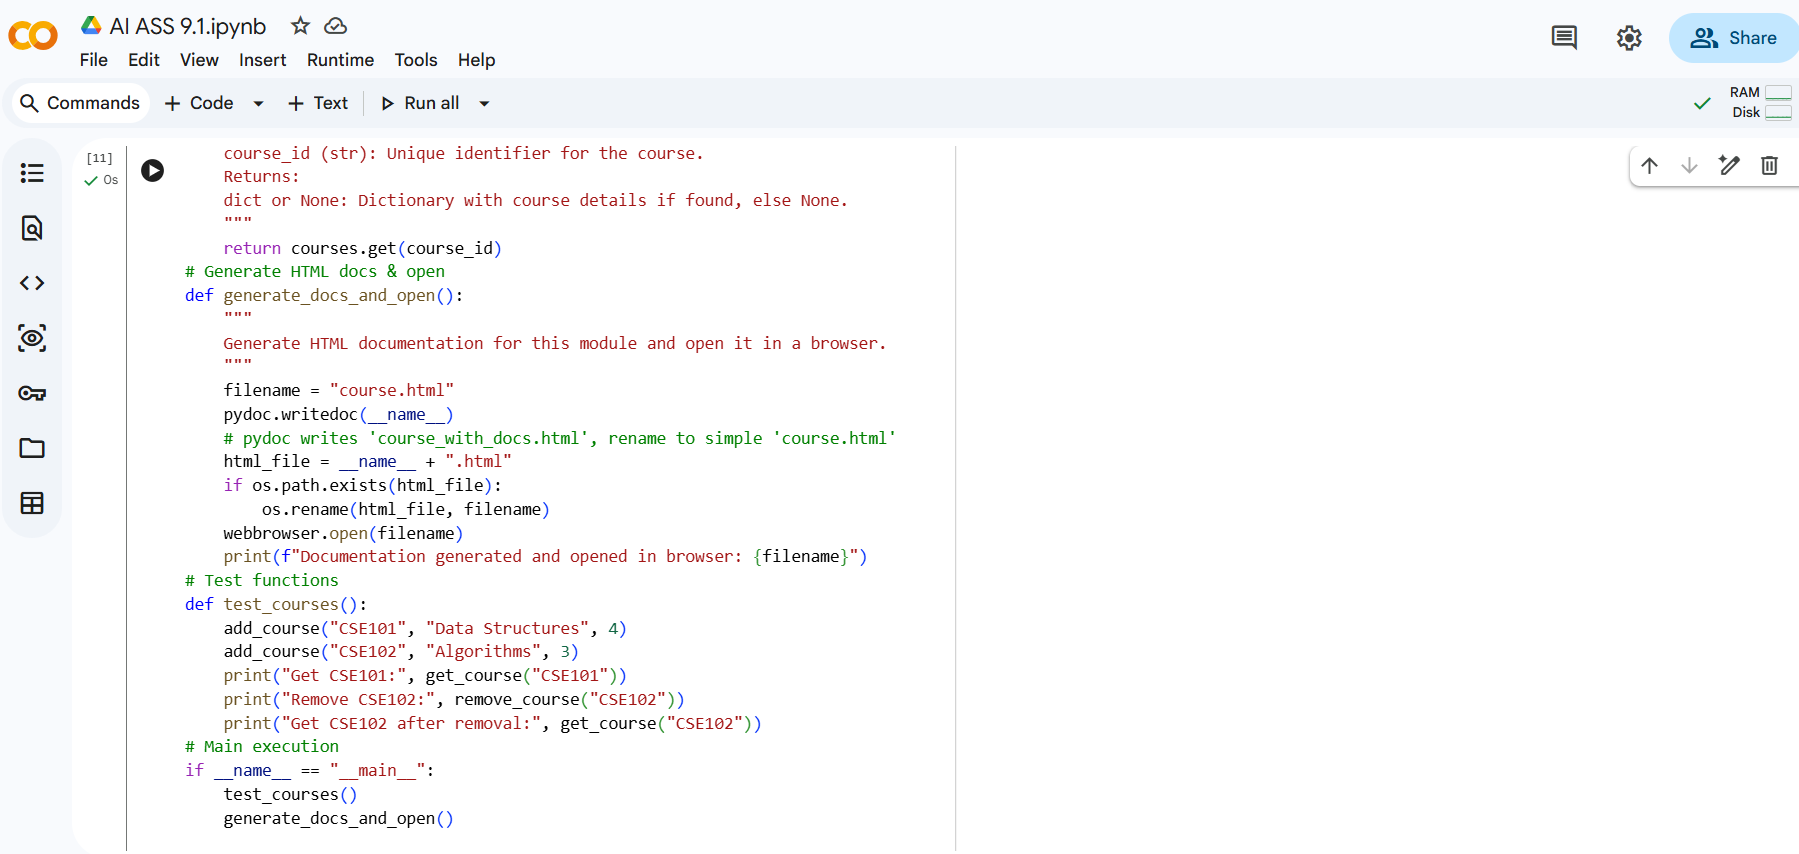 AI ASS 9.1.ipynb
File Edit View Insert Runtime Tools Help
Share
Commands + Code + Text Run all
RAM
Disk
[11]
0s
course_id (str): Unique identifier for the course.
Returns:
dict or None: Dictionary with course details if found, else None.
"""
return courses.get(course_id)
# Generate HTML docs & open
def generate_docs_and_open():
"""
Generate HTML documentation for this module and open it in a browser.
"""
filename = "course.html"
pydoc.writedoc(__name__)
# pydoc writes 'course_with_docs.html', rename to simple 'course.html'
html_file = __name__ + ".html"
if os.path.exists(html_file):
os.rename(html_file, filename)
webbrowser.open(filename)
print(f"Documentation generated and opened in browser: {filename}")
# Test functions
def test_courses():
add_course("CSE101", "Data Structures", 4)
add_course("CSE102", "Algorithms", 3)
print("Get CSE101:", get_course("CSE101"))
print("Remove CSE102:", remove_course("CSE102"))
print("Get CSE102 after removal:", get_course("CSE102"))
# Main execution
if __name__ == "__main__":
test_courses()
generate_docs_and_open()